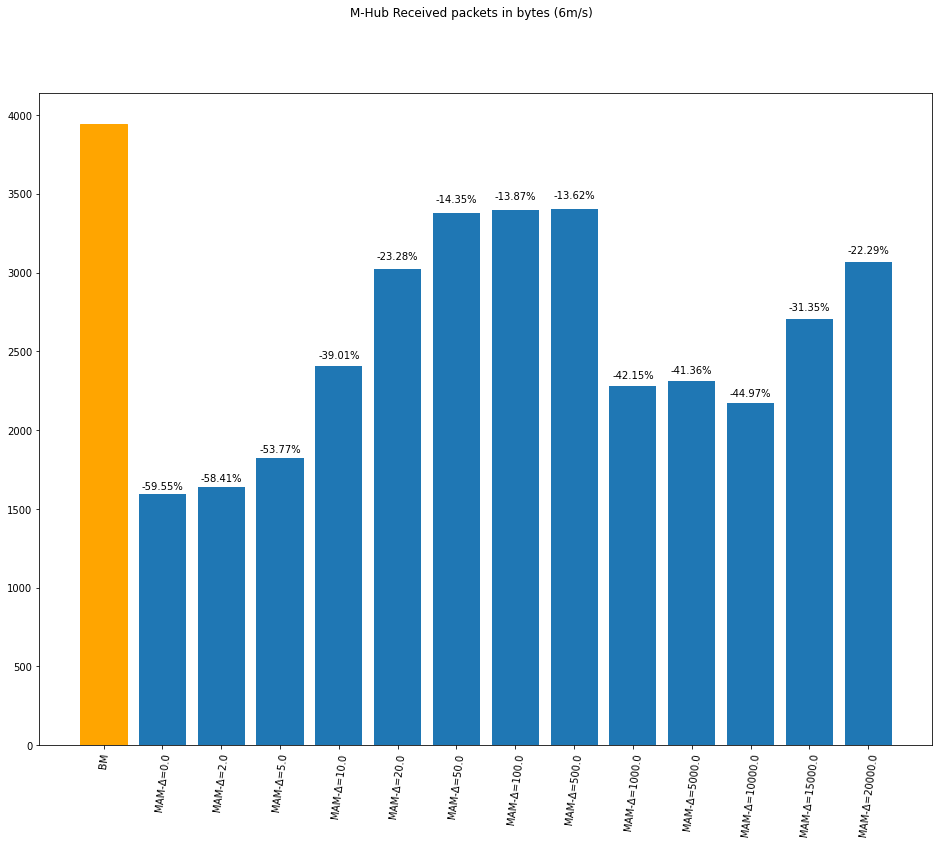 M-Hub Received packets in bytes (6m/s)
4000
3500
3000
2500
2000
1500
1000
500
0
-59.55%
-58.41%
-53.77%
-39.01%
-23.28%
-14.35%
-13.87%
-13.62%
-42.15%
-41.36%
-44.97%
-31.35%
-22.29%
BM
MAM-Δ=0.0
MAM-Δ=2.0
MAM-Δ=5.0
MAM-Δ=10.0
MAM-Δ=20.0
MAM-Δ=50.0
MAM-Δ=100.0
MAM-Δ=500.0
MAM-Δ=1000.0
MAM-Δ=5000.0
MAM-Δ=10000.0
MAM-Δ=15000.0
MAM-Δ=20000.0